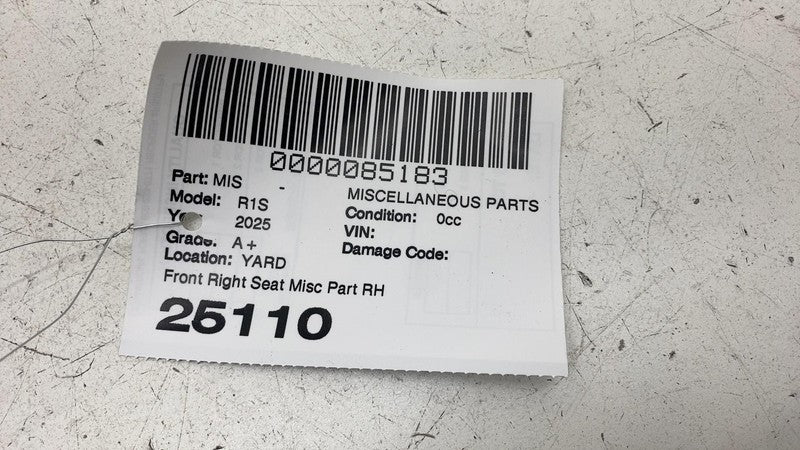 0000085183
Part: MIS - MISCELLANEOUS PARTS
Model: R1S Condition: 0cc
2025 VIN:
Grade: A+ Damage Code:
Location: YARD
Front Right Seat Misc Part RH
25110